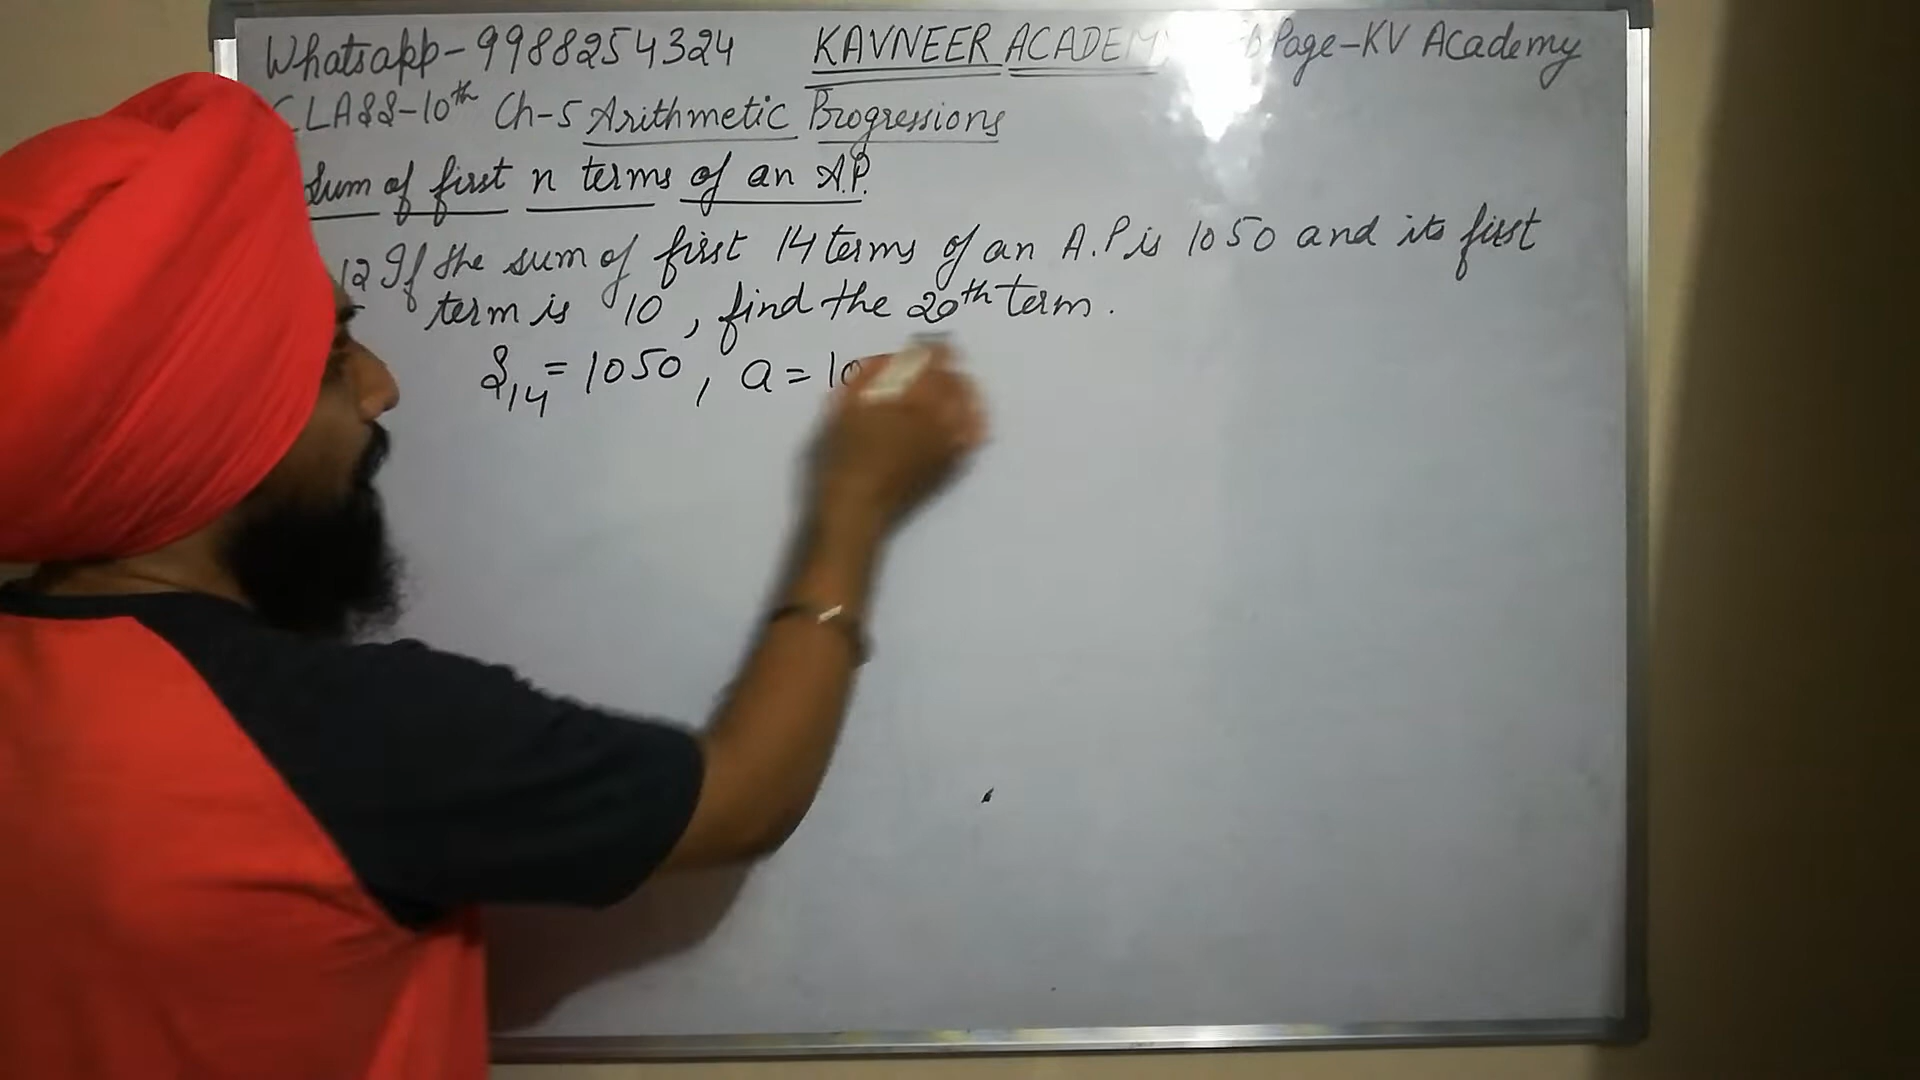 Whatsapp-9988254324 KAVNEER ACADEM Page-KV Academy
CLASS-10th Ch-5 Arithmetic Progressions
Sum of first n terms of an A.P.
12 If the sum of first 14 terms of an A.P is 1050 and its first
term is 10, find the 20th term.
S14 = 1050, a = 10